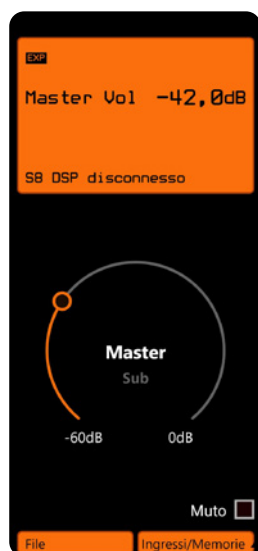 EXP
Master Vol -42,0dB
S8 DSP disconnesso
Master
Sub
-60dB 0dB
Muto
File Ingressi/Memorie